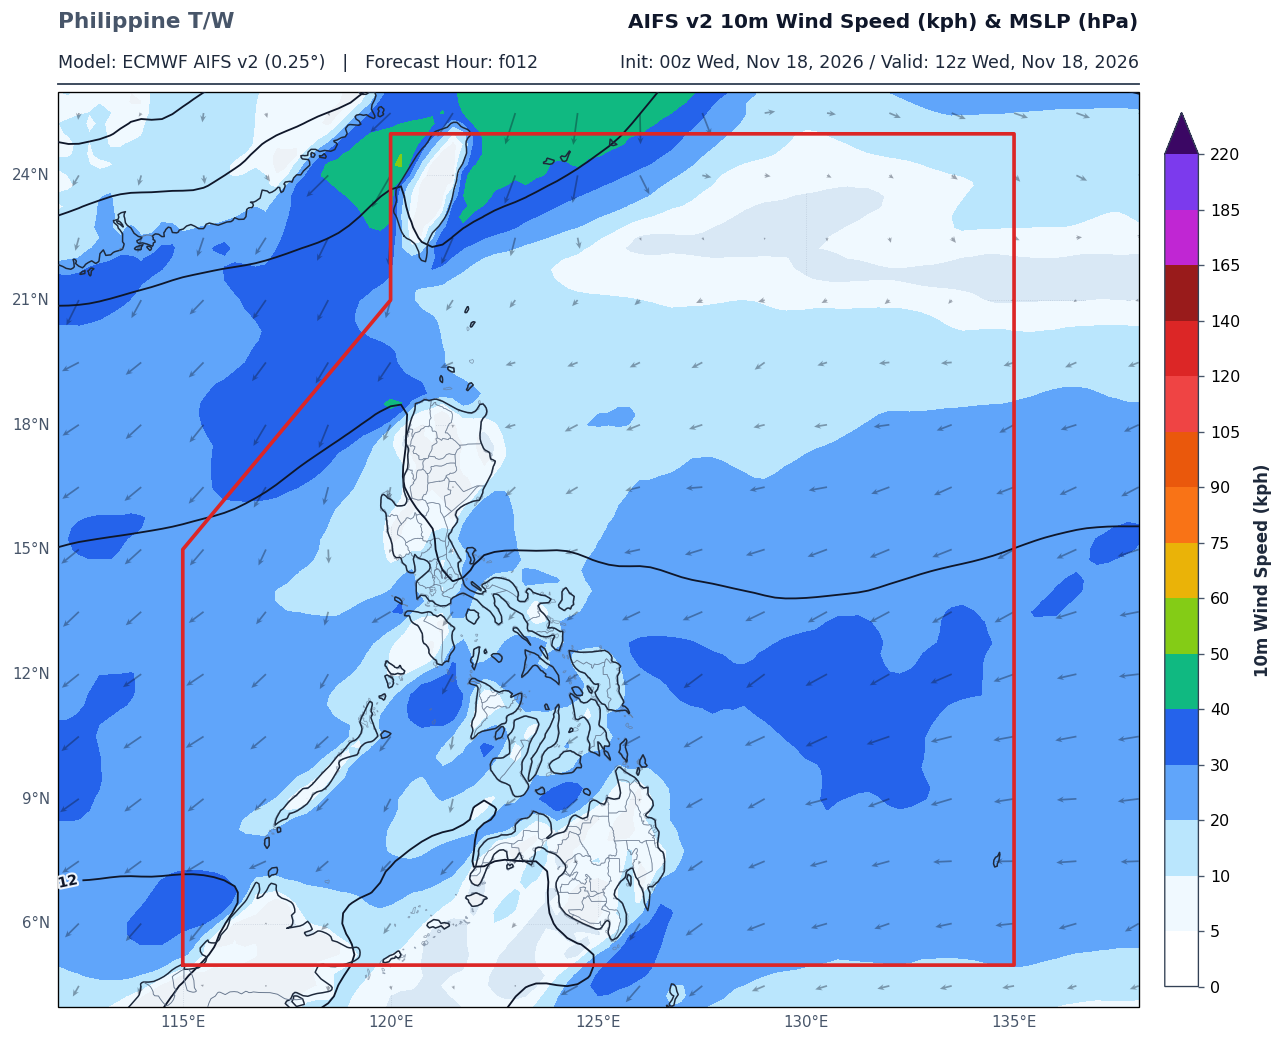 Philippine T/W
AIFS v2 10m Wind Speed (kph) & MSLP (hPa)
Model: ECMWF AIFS v2 (0.25°) | Forecast Hour: f012
Init: 00z Wed, Nov 18, 2026 / Valid: 12z Wed, Nov 18, 2026
24°N
21°N
18°N
15°N
12°N
9°N
6°N
12
115°E
120°E
125°E
130°E
135°E
220
185
165
140
120
105
90
75
60
50
40
30
20
10
5
0
10m Wind Speed (kph)